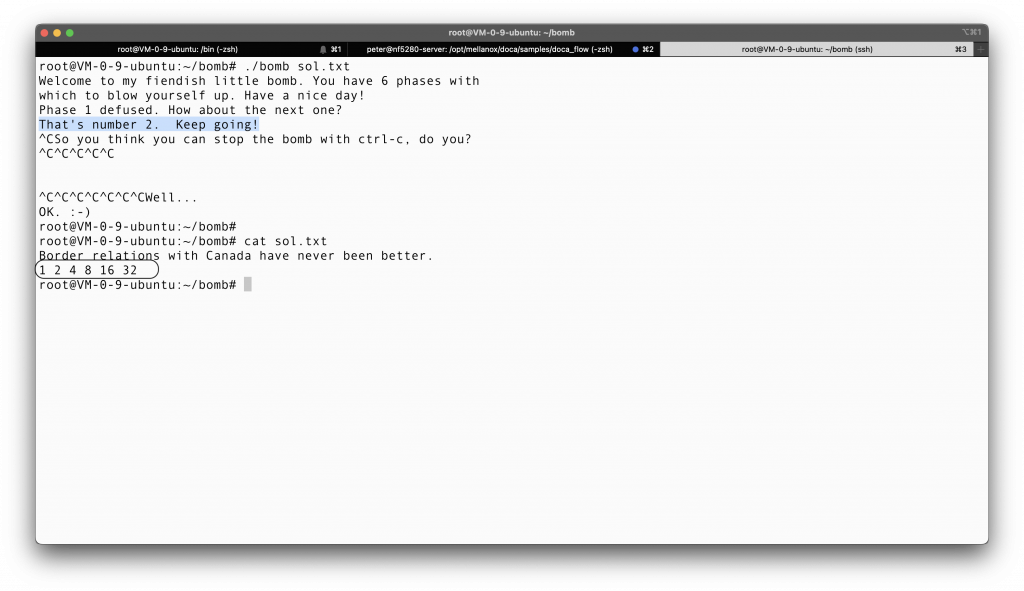 root@VM-0-9-ubuntu: ~/bomb
⌥⌘1
root@VM-0-9-ubuntu: /bin (-zsh) ⌘1
peter@nf5280-server: /opt/mellanox/doca/samples/doca_flow (-zsh) ⌘2
root@VM-0-9-ubuntu: ~/bomb (ssh) ⌘3
root@VM-0-9-ubuntu:~/bomb# ./bomb sol.txt
Welcome to my fiendish little bomb. You have 6 phases with
which to blow yourself up. Have a nice day!
Phase 1 defused. How about the next one?
That's number 2.  Keep going!
^CSo you think you can stop the bomb with ctrl-c, do you?
^C^C^C^C^C
^C^C^C^C^C^C^CWell...
OK. :-)
root@VM-0-9-ubuntu:~/bomb#
root@VM-0-9-ubuntu:~/bomb# cat sol.txt
Border relations with Canada have never been better.
1 2 4 8 16 32
root@VM-0-9-ubuntu:~/bomb#